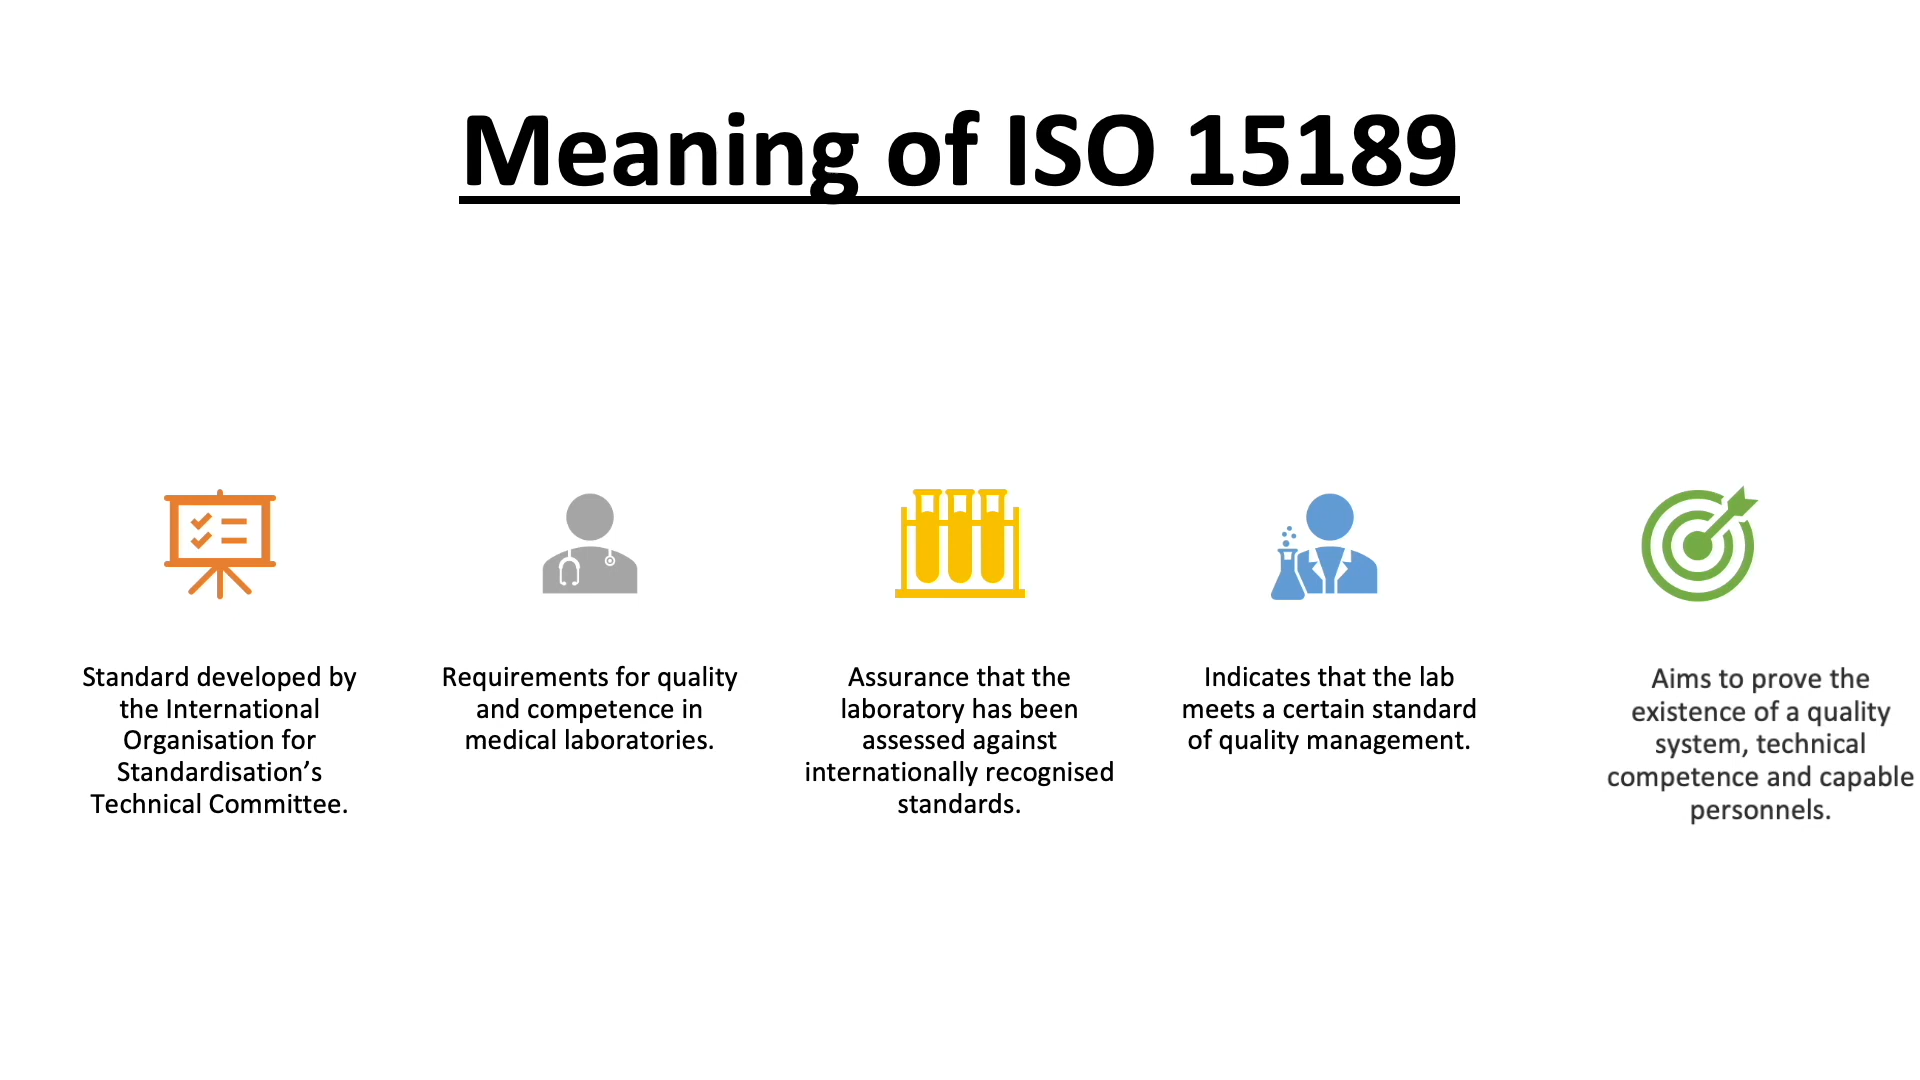 Meaning of ISO 15189
Standard developed by
the International
Organisation for
Standardisation’s
Technical Committee.
Requirements for quality
and competence in
medical laboratories.
Assurance that the
laboratory has been
assessed against
internationally recognised
standards.
Indicates that the lab
meets a certain standard
of quality management.
Aims to prove the
existence of a quality
system, technical
competence and capable
personnels.